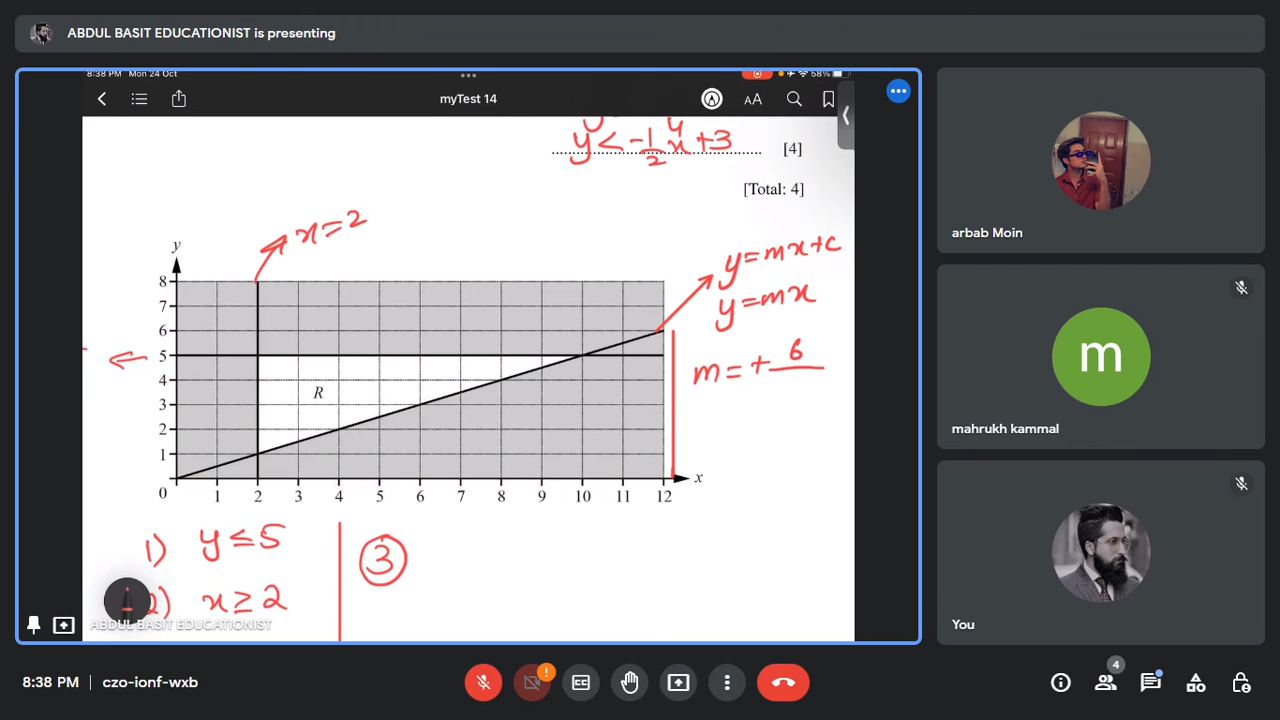 ABDUL BASIT EDUCATIONIST is presenting
8:38 PM Mon 24 Oct
58%
myTest 14
AA
y < -1/2 x + 3
[4]
[Total: 4]
x = 2
y = mx + c
y = mx
m = + 6
y
8
7
6
5
4
3
2
1
0
R
1 2 3 4 5 6 7 8 9 10 11 12
x
1) y ≤ 5
2) x ≥ 2
3
ABDUL BASIT EDUCATIONIST
arbab Moin
m
mahrukh kammal
You
8:38 PM | czo-ionf-wxb
CC
4